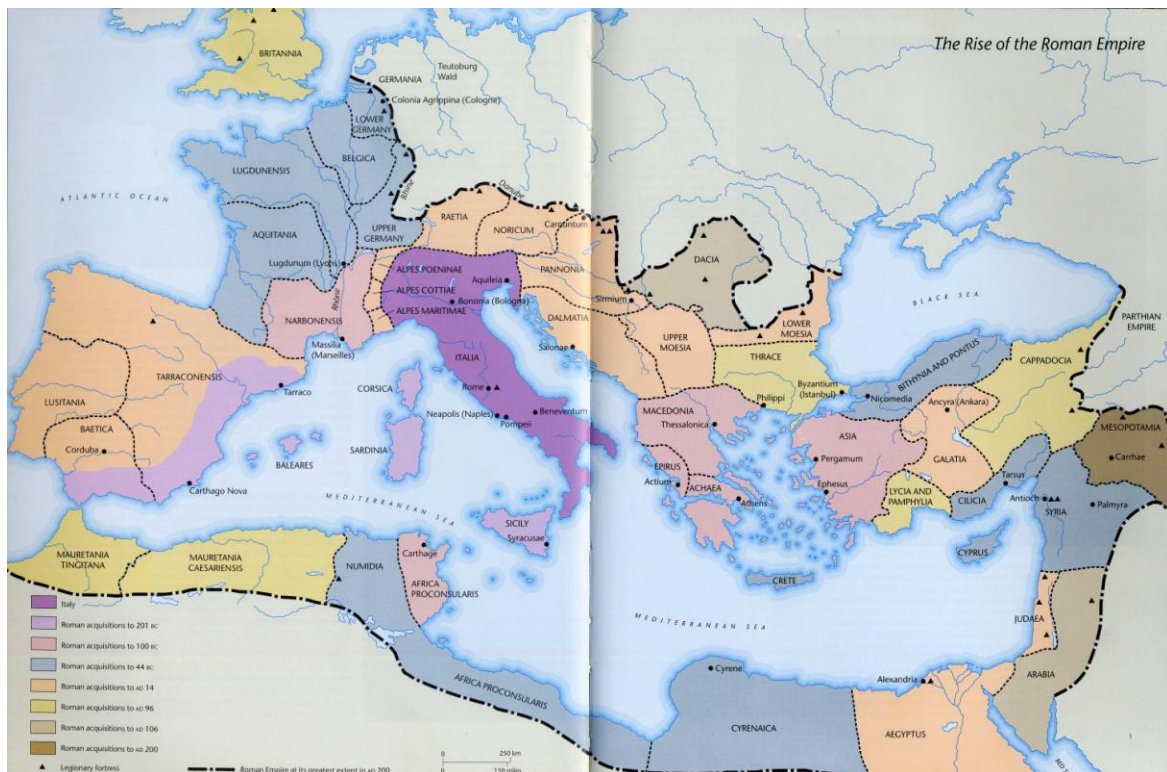 The Rise of the Roman Empire
BRITANNIA
GERMANIA
Teutoburg
Wald
Colonia Agrippina (Cologne)
LOWER
GERMANY
BELGICA
LUGDUNENSIS
Rhine
ATLANTIC OCEAN
AQUITANIA
UPPER
GERMANY
RAETIA
Danube
NORICUM
Carnuntum
PANNONIA
DACIA
Lugdunum (Lyons)
ALPES POENINAE
ALPES COTTIAE
ALPES MARITIMAE
Aquileia
Bononia (Bologna)
Rhône
NARBONENSIS
Massilia
(Marseilles)
Sirmium
DALMATIA
Salonae
UPPER
MOESIA
LOWER
MOESIA
BLACK SEA
PARTHIAN
EMPIRE
TARRACONENSIS
Tarraco
LUSITANIA
BAETICA
Corduba
Carthago Nova
BALEARES
CORSICA
SARDINIA
ITALIA
Rome
Neapolis (Naples)
Pompeii
Beneventum
THRACE
Philippi
Byzantium
(Istanbul)
BITHYNIA AND PONTUS
Nicomedia
CAPPADOCIA
Ancyra (Ankara)
MACEDONIA
Thessalonica
EPIRUS
Actium
ACHAEA
Athens
ASIA
Pergamum
Ephesus
GALATIA
LYCIA AND
PAMPHYLIA
CILICIA
Tarsus
MESOPOTAMIA
Carrhae
Antioch
SYRIA
Palmyra
CYPRUS
CRETE
MEDITERRANEAN SEA
SICILY
Syracusae
MAURETANIA
TINGITANA
MAURETANIA
CAESARIENSIS
NUMIDIA
Carthage
AFRICA
PROCONSULARIS
MEDITERRANEAN SEA
JUDAEA
ARABIA
Cyrene
Alexandria
AFRICA PROCONSULARIS
CYRENAICA
AEGYPTUS
Italy
Roman acquisitions to 201 BC
Roman acquisitions to 100 BC
Roman acquisitions to 44 BC
Roman acquisitions to AD 14
Roman acquisitions to AD 96
Roman acquisitions to AD 106
Roman acquisitions to AD 200
Legionary fortress
Roman Empire at its greatest extent in AD 200
0 250 km
0 150 miles